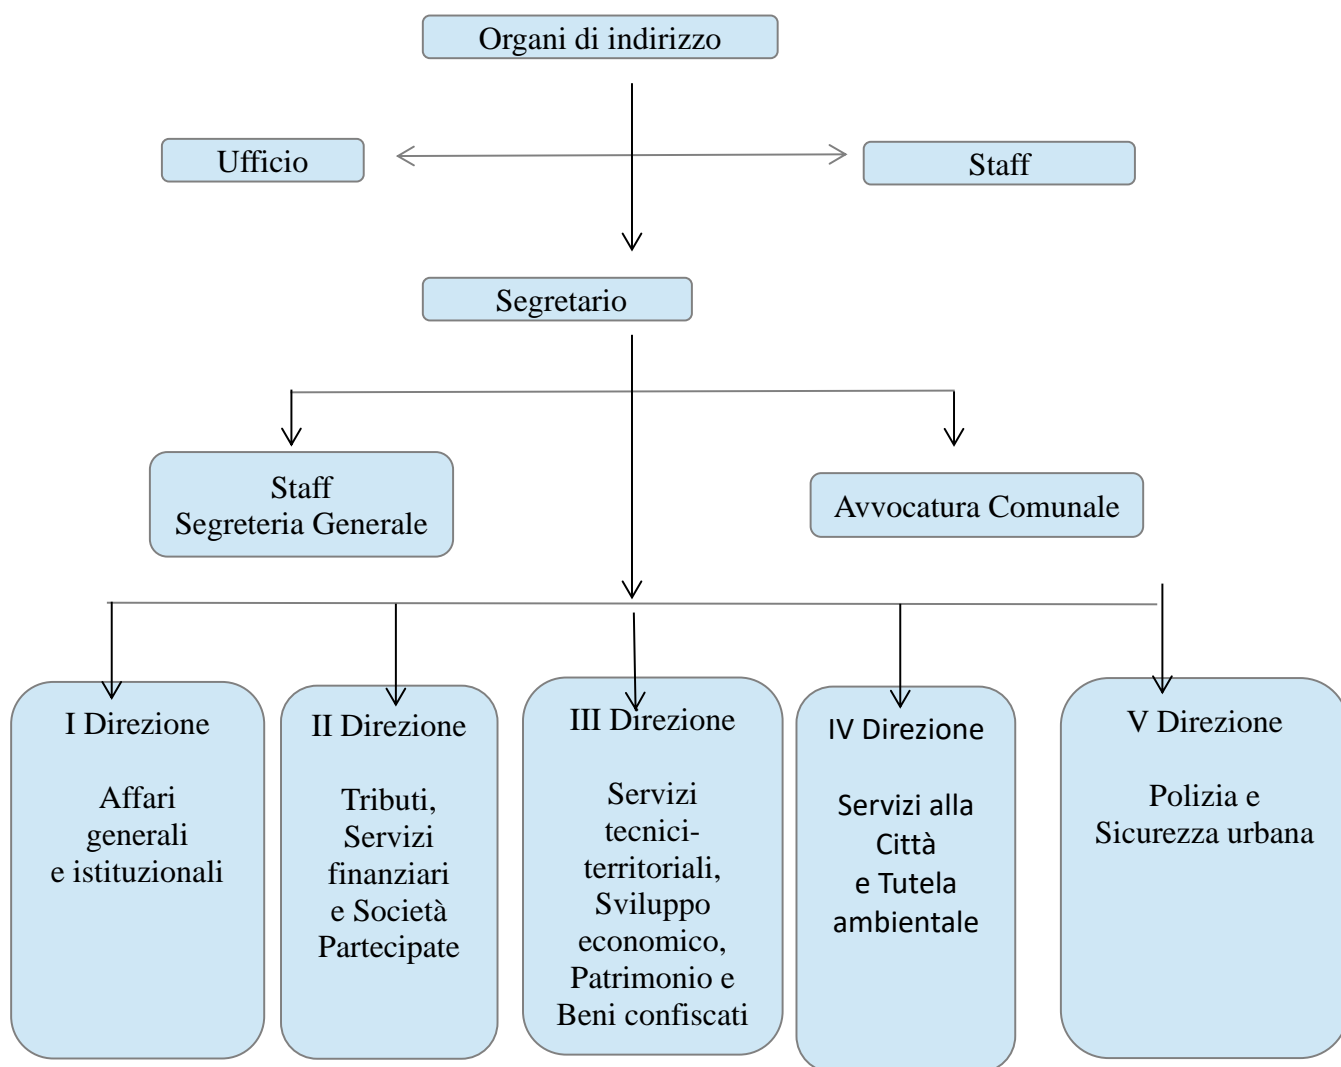 Organi di indirizzo
Ufficio
Staff
Segretario
Staff
Segreteria Generale
Avvocatura Comunale
I Direzione
Affari
generali
e istituzionali
II Direzione
Tributi,
Servizi
finanziari
e Società
Partecipate
III Direzione
Servizi
tecnici-
territoriali,
Sviluppo
economico,
Patrimonio e
Beni confiscati
IV Direzione
Servizi alla
Città
e Tutela
ambientale
V Direzione
Polizia e
Sicurezza urbana